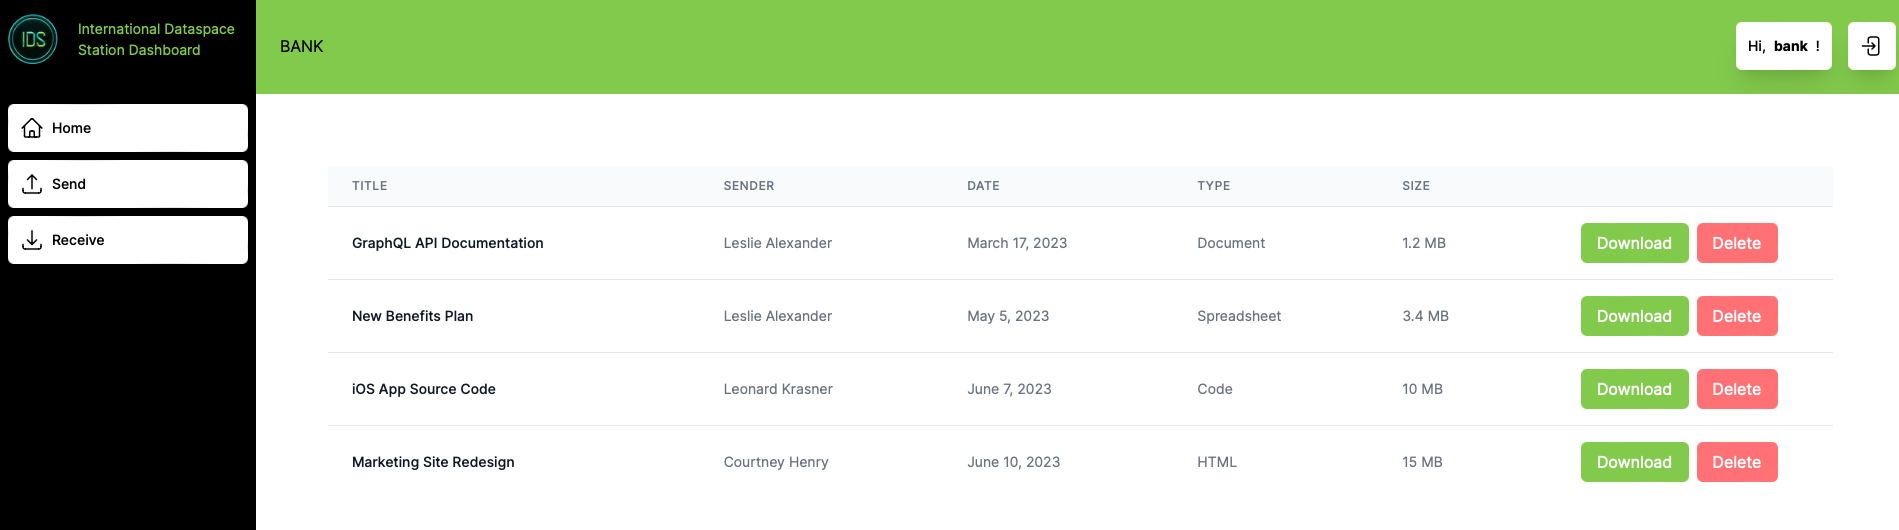 IDS
International Dataspace
Station Dashboard
BANK
Hi, bank !
Home
Send
Receive
TITLE SENDER DATE TYPE SIZE
GraphQL API Documentation Leslie Alexander March 17, 2023 Document 1.2 MB Download Delete
New Benefits Plan Leslie Alexander May 5, 2023 Spreadsheet 3.4 MB Download Delete
iOS App Source Code Leonard Krasner June 7, 2023 Code 10 MB Download Delete
Marketing Site Redesign Courtney Henry June 10, 2023 HTML 15 MB Download Delete